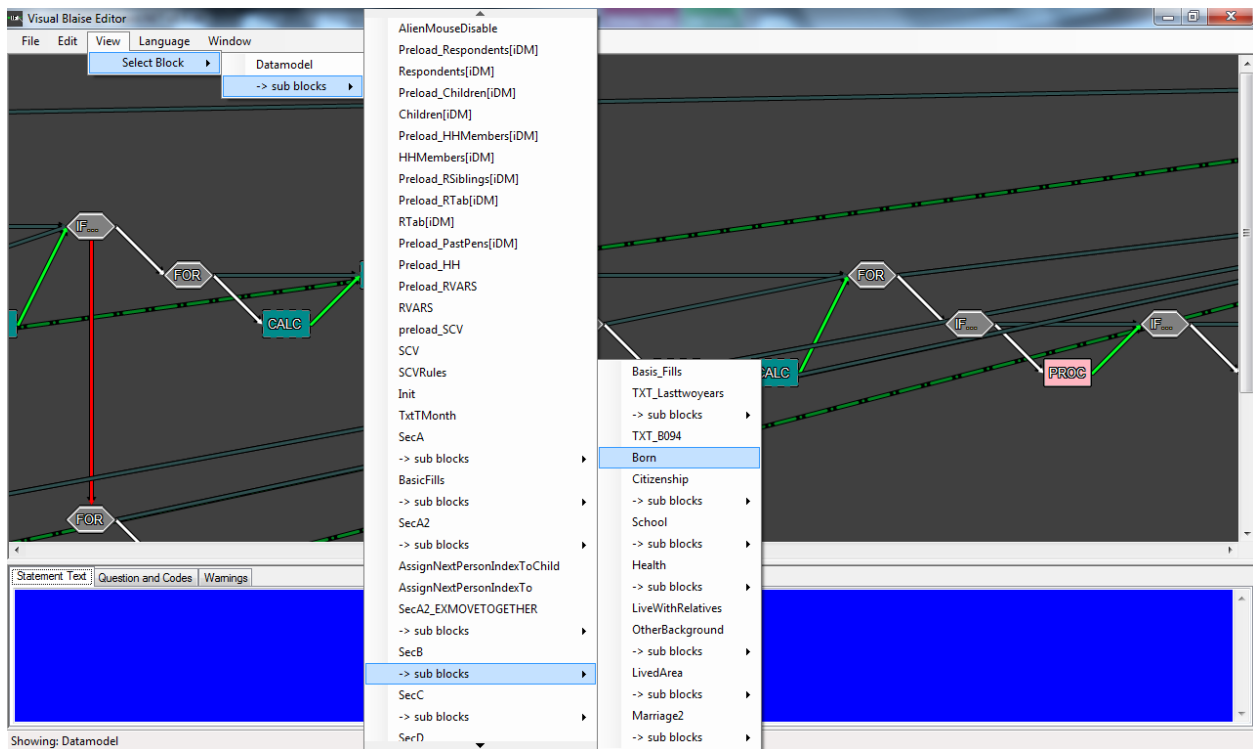 Visual Blaise Editor
File Edit View Language Window
Select Block
Datamodel
-> sub blocks
AlienMouseDisable
Preload_Respondents[iDM]
Respondents[iDM]
Preload_Children[iDM]
Children[iDM]
Preload_HHMembers[iDM]
HHMembers[iDM]
Preload_RSiblings[iDM]
Preload_RTab[iDM]
RTab[iDM]
Preload_PastPens[iDM]
Preload_HH
Preload_RVARS
RVARS
preload_SCV
SCV
SCVRules
Init
TxtTMonth
SecA
-> sub blocks
BasicFills
-> sub blocks
SecA2
-> sub blocks
AssignNextPersonIndexToChild
AssignNextPersonIndexTo
SecA2_EXMOVETOGETHER
-> sub blocks
SecB
-> sub blocks
SecC
-> sub blocks
SecD
Basis_Fills
TXT_Lasttwoyears
-> sub blocks
TXT_B094
Born
Citizenship
-> sub blocks
School
-> sub blocks
Health
-> sub blocks
LiveWithRelatives
OtherBackground
-> sub blocks
LivedArea
-> sub blocks
Marriage2
-> sub blocks
IF...
FOR
CALC
FOR
CALC
FOR
IF...
PROC
IF...
Statement Text Question and Codes Warnings
Showing: Datamodel